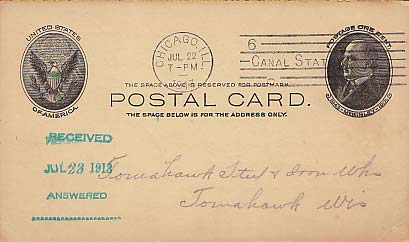 UNITED STATES
OF AMERICA
CHICAGO, ILL.
JUL 22
7-PM
6
CANAL STA
POSTAGE ONE CENT.
THE SPACE ABOVE IS RESERVED FOR POSTMARK.
POSTAL CARD.
THE SPACE BELOW IS FOR THE ADDRESS ONLY.
RECEIVED
JUL 23 1913
ANSWERED
Tomahawk Steel & Iron Wks
Tomahawk Wis